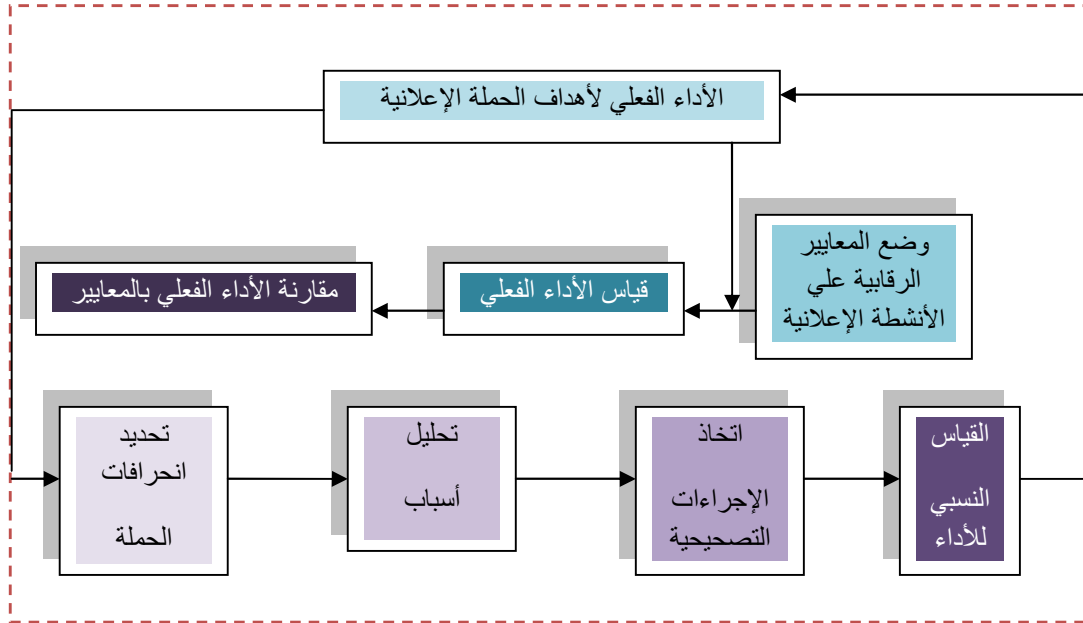 الأداء الفعلي لأهداف الحملة الإعلانية
وضع المعايير
الرقابية علي
الأنشطة الإعلانية
قياس الأداء الفعلي
مقارنة الأداء الفعلي بالمعايير
تحديد
انحرافات
الحملة
تحليل
أسباب
اتخاذ
الإجراءات
التصحيحية
القياس
النسبي
للأداء